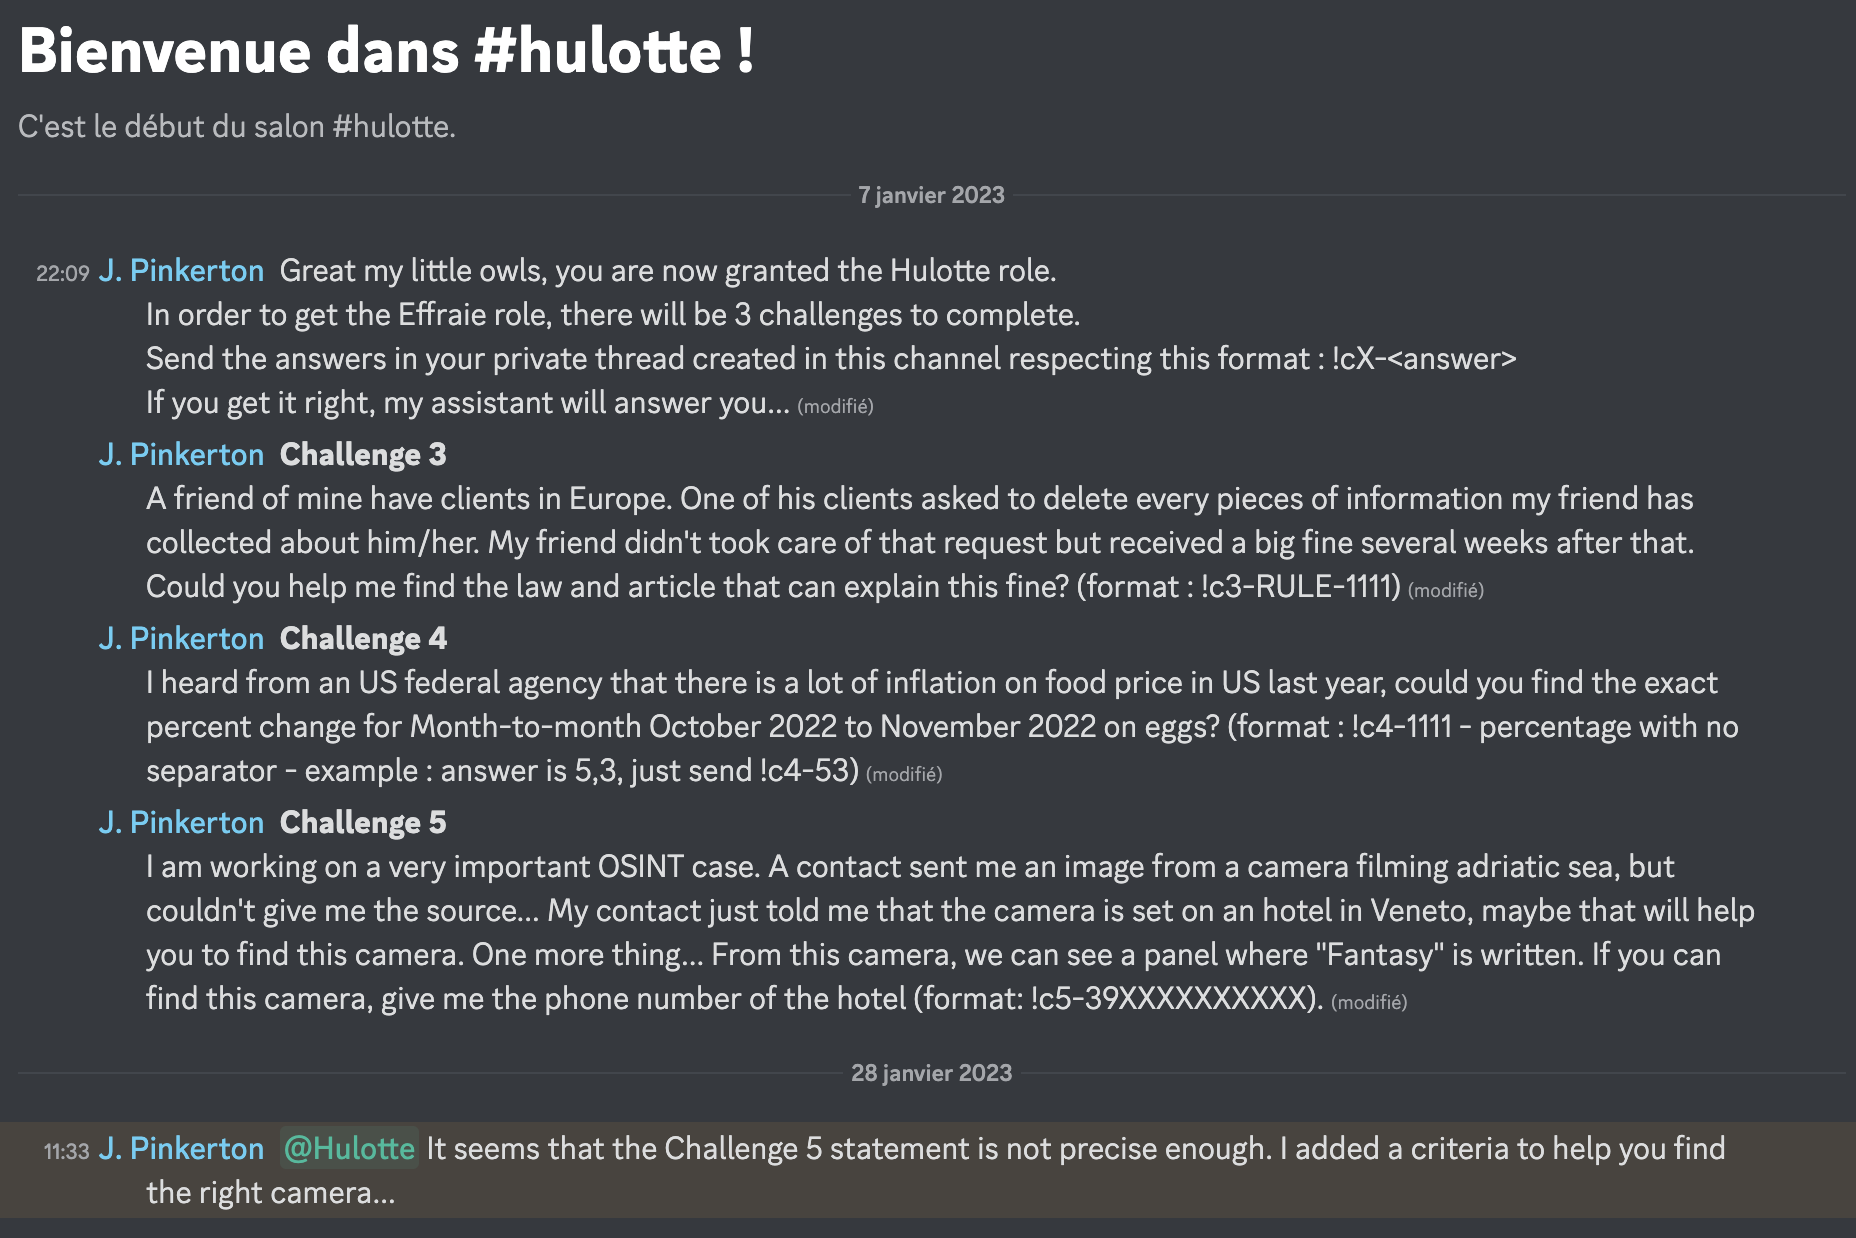 Bienvenue dans #hulotte !
C'est le début du salon #hulotte.
7 janvier 2023
22:09 J. Pinkerton Great my little owls, you are now granted the Hulotte role.
In order to get the Effraie role, there will be 3 challenges to complete.
Send the answers in your private thread created in this channel respecting this format : !cX-<answer>
If you get it right, my assistant will answer you... (modifié)
J. Pinkerton Challenge 3
A friend of mine have clients in Europe. One of his clients asked to delete every pieces of information my friend has
collected about him/her. My friend didn't took care of that request but received a big fine several weeks after that.
Could you help me find the law and article that can explain this fine? (format : !c3-RULE-1111) (modifié)
J. Pinkerton Challenge 4
I heard from an US federal agency that there is a lot of inflation on food price in US last year, could you find the exact
percent change for Month-to-month October 2022 to November 2022 on eggs? (format : !c4-1111 - percentage with no
separator - example : answer is 5,3, just send !c4-53) (modifié)
J. Pinkerton Challenge 5
I am working on a very important OSINT case. A contact sent me an image from a camera filming adriatic sea, but
couldn't give me the source... My contact just told me that the camera is set on an hotel in Veneto, maybe that will help
you to find this camera. One more thing... From this camera, we can see a panel where "Fantasy" is written. If you can
find this camera, give me the phone number of the hotel (format: !c5-39XXXXXXXXXX). (modifié)
28 janvier 2023
11:33 J. Pinkerton @Hulotte It seems that the Challenge 5 statement is not precise enough. I added a criteria to help you find
the right camera...